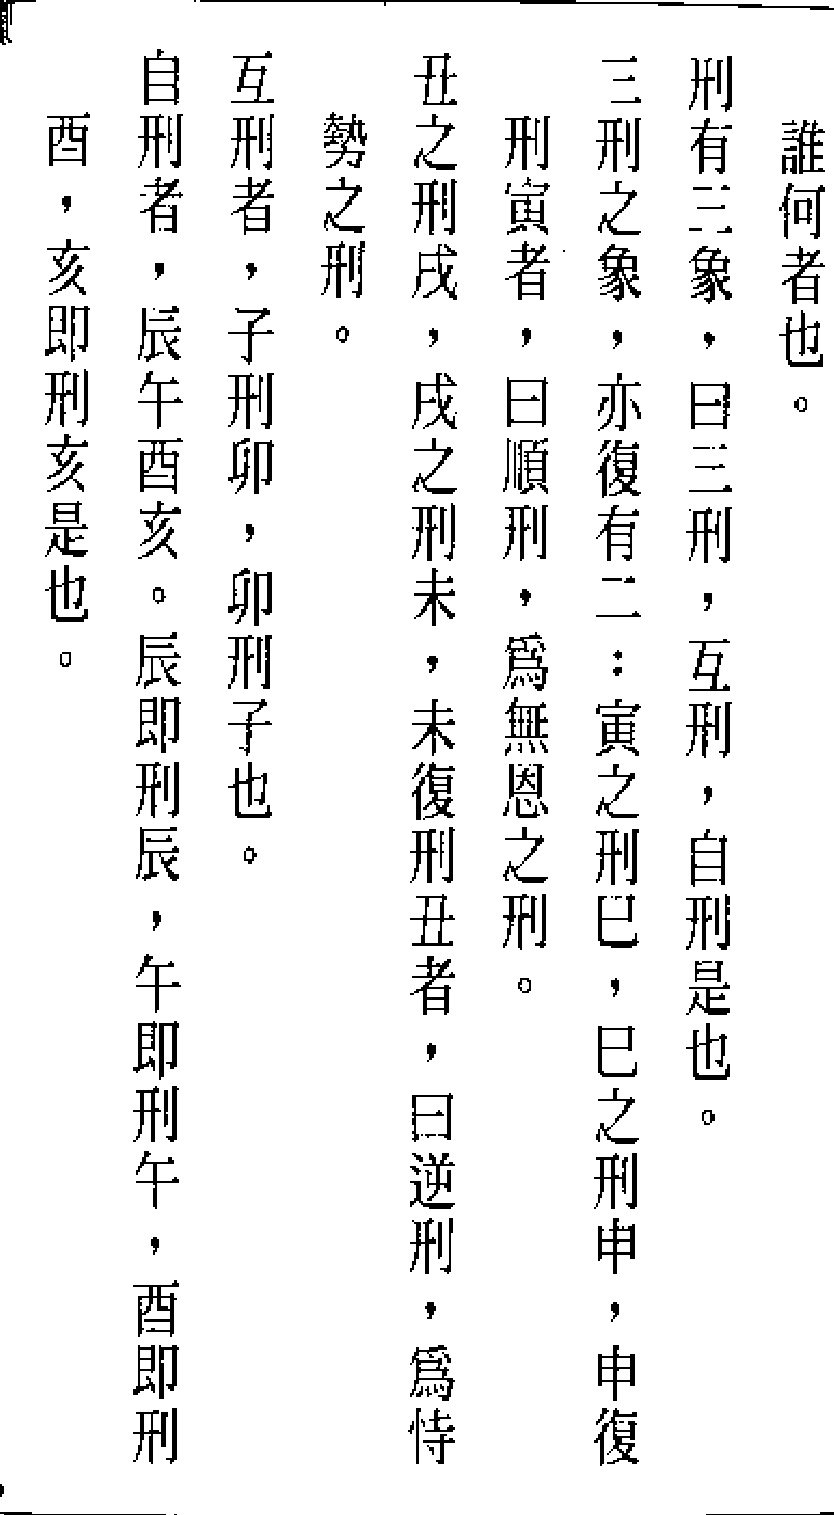 誰何者也。
刑有三象，曰三刑，互刑，自刑是也。
三刑之象，亦復有二：寅之刑巳，巳之刑申，申復
刑寅者，曰順刑，爲無恩之刑。
丑之刑戌，戌之刑未，未復刑丑者，曰逆刑，爲恃
勢之刑。
互刑者，子刑卯，卯刑子也。
自刑者，辰午酉亥。辰即刑辰，午即刑午，酉即刑
酉，亥即刑亥是也。